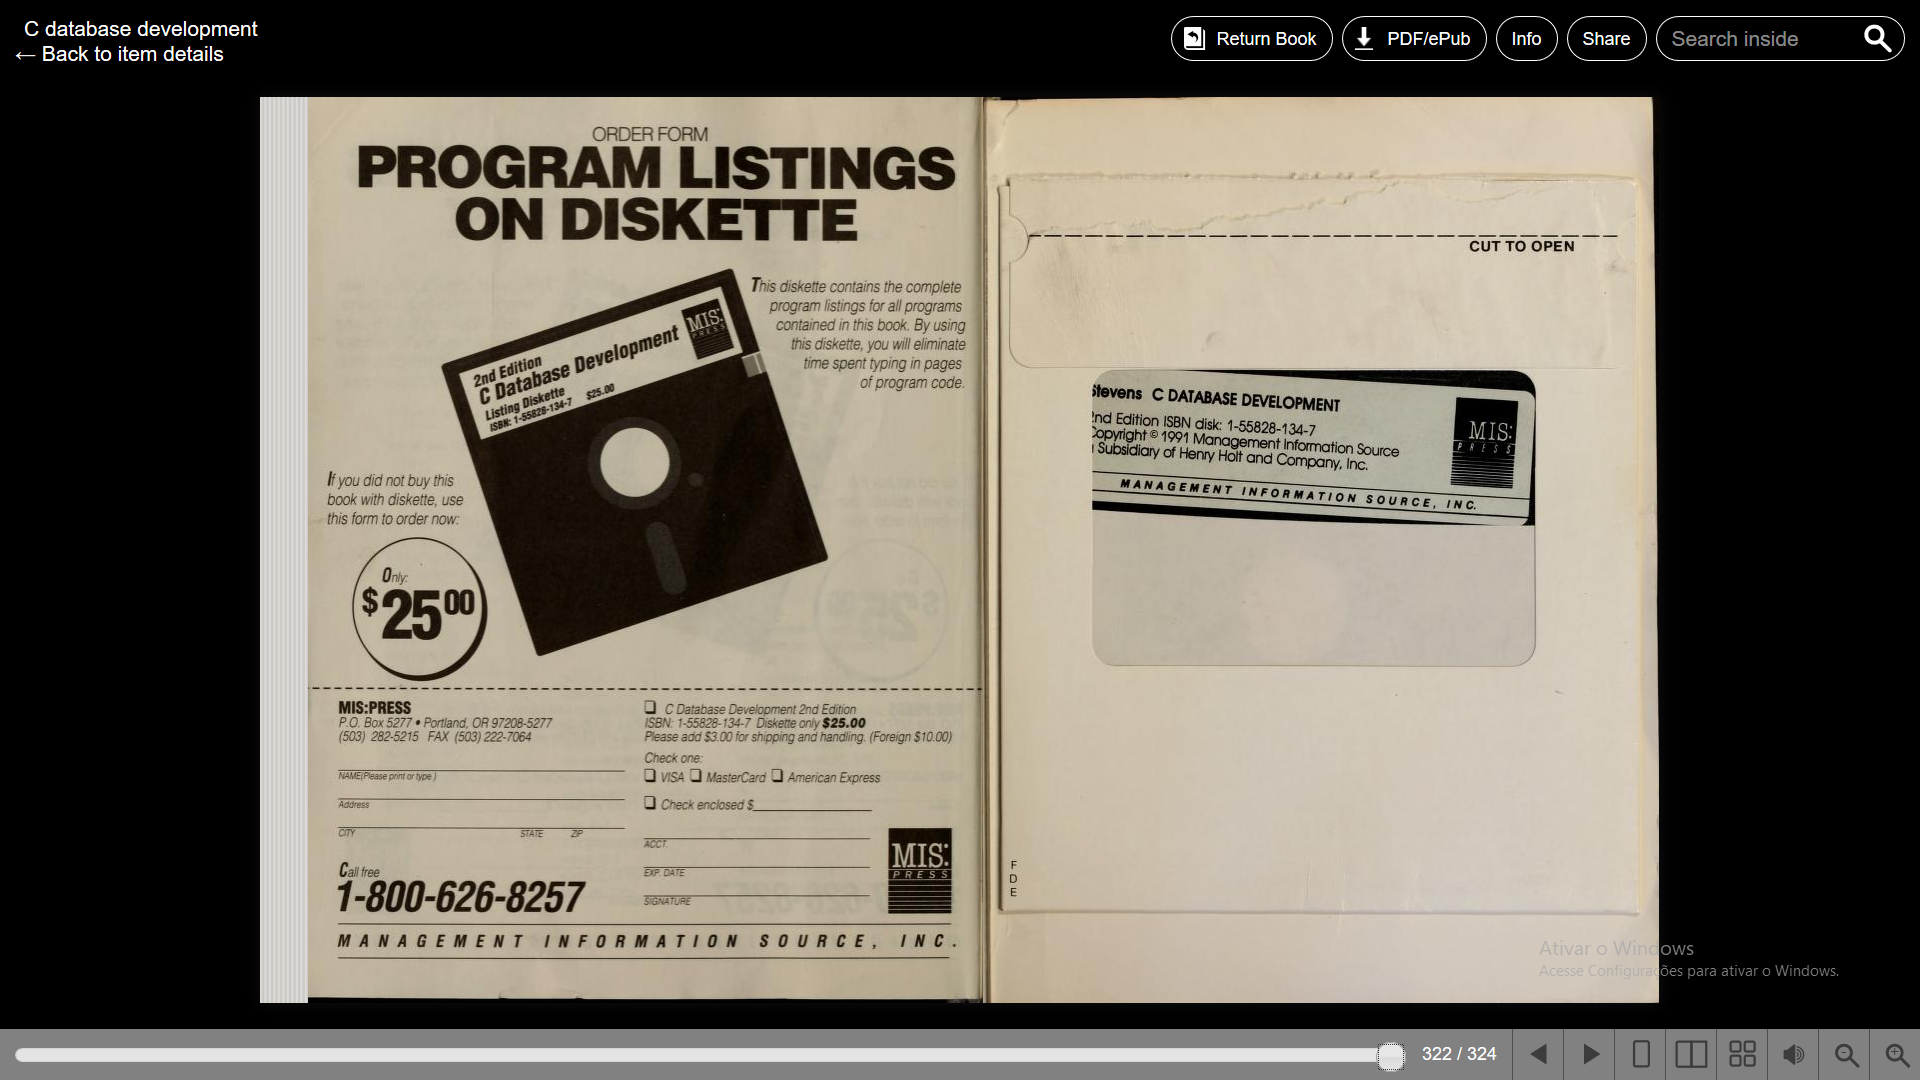 C database development
← Back to item details
Return Book
PDF/ePub
Info
Share
Search inside
ORDER FORM
PROGRAM LISTINGS
ON DISKETTE
This diskette contains the complete
program listings for all programs
contained in this book. By using
this diskette, you will eliminate
time spent typing in pages
of program code.
2nd Edition
C Database Development
Listing Diskette
ISBN: 1-55828-134-7 $25.00
MIS:
PRESS
If you did not buy this
book with diskette, use
this form to order now:
Only:
$2500
MIS:PRESS
P.O. Box 5277 • Portland, OR 97208-5277
(503) 282-5215 FAX (503) 222-7064
NAME(Please print or type.)
Address
CITY STATE ZIP
Call free
1-800-626-8257
❏ C Database Development 2nd Edition
ISBN: 1-55828-134-7 Diskette only $25.00
Please add $3.00 for shipping and handling. (Foreign $10.00)
Check one:
❏ VISA ❏ MasterCard ❏ American Express
❏ Check enclosed $
ACCT.
EXP. DATE
SIGNATURE
MIS:
PRESS
MANAGEMENT INFORMATION SOURCE, INC.
CUT TO OPEN
Stevens C DATABASE DEVELOPMENT
2nd Edition ISBN disk: 1-55828-134-7
Copyright © 1991 Management Information Source
a Subsidiary of Henry Holt and Company, Inc.
MIS:
PRESS
MANAGEMENT INFORMATION SOURCE, INC.
F
D
E
Ativar o Windows
Acesse Configurações para ativar o Windows.
322 / 324